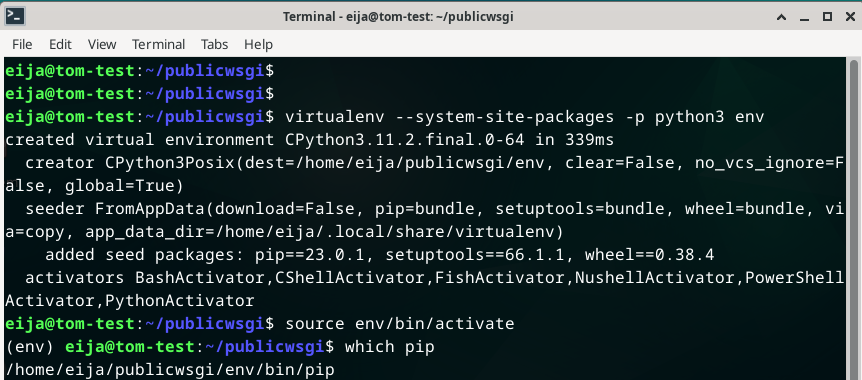 Terminal - eija@tom-test: ~/publicwsgi
File Edit View Terminal Tabs Help
eija@tom-test:~/publicwsgi$
eija@tom-test:~/publicwsgi$
eija@tom-test:~/publicwsgi$ virtualenv --system-site-packages -p python3 env
created virtual environment CPython3.11.2.final.0-64 in 339ms
  creator CPython3Posix(dest=/home/eija/publicwsgi/env, clear=False, no_vcs_ignore=F
alse, global=True)
  seeder FromAppData(download=False, pip=bundle, setuptools=bundle, wheel=bundle, vi
a=copy, app_data_dir=/home/eija/.local/share/virtualenv)
    added seed packages: pip==23.0.1, setuptools==66.1.1, wheel==0.38.4
  activators BashActivator,CShellActivator,FishActivator,NushellActivator,PowerShell
Activator,PythonActivator
eija@tom-test:~/publicwsgi$ source env/bin/activate
(env) eija@tom-test:~/publicwsgi$ which pip
/home/eija/publicwsgi/env/bin/pip